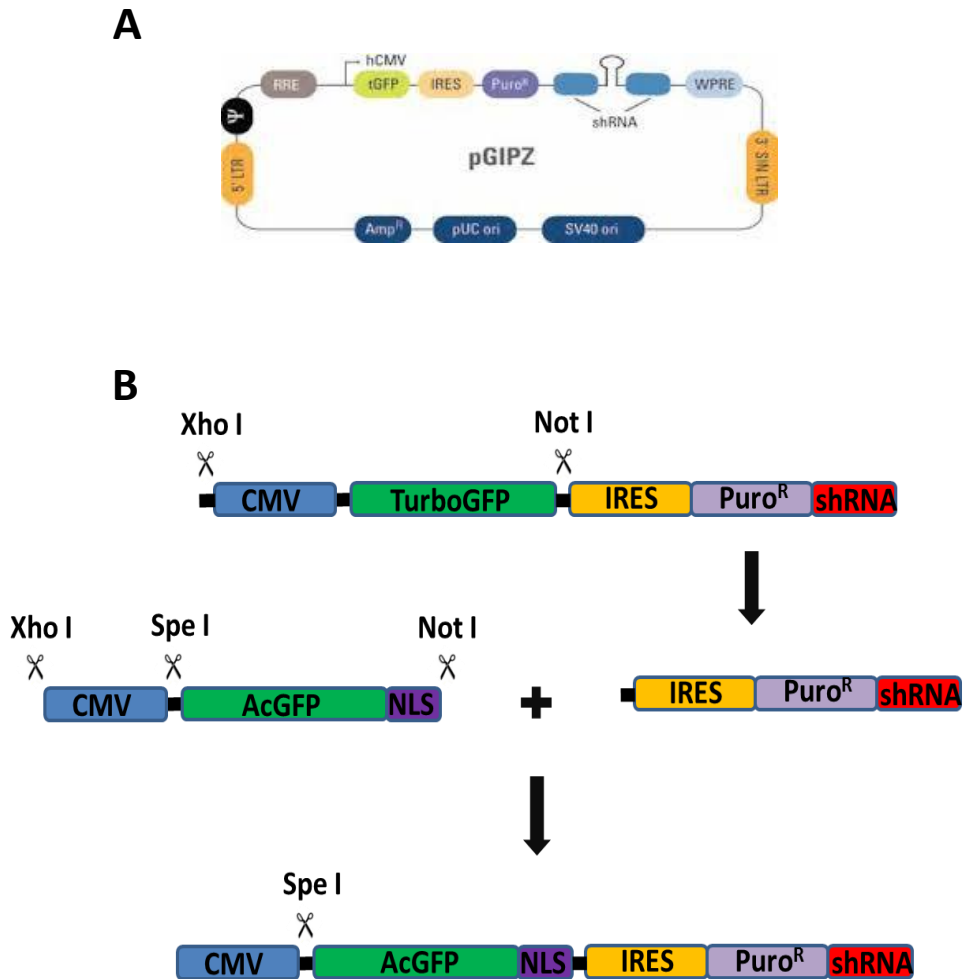 A
hCMV
RRE tGFP IRES Puroᴿ WPRE
shRNA
Ψ
pGIPZ
5' LTR
3' SIN LTR
Ampᴿ pUC ori SV40 ori
B
Xho I Not I
CMV TurboGFP IRES Puroᴿ shRNA
Xho I Spe I Not I
CMV AcGFP NLS + IRES Puroᴿ shRNA
Spe I
CMV AcGFP NLS IRES Puroᴿ shRNA